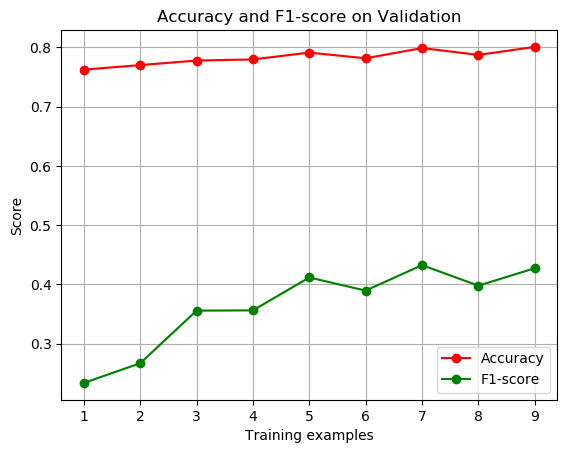 Accuracy and F1-score on Validation
0.8
0.7
0.6
0.5
0.4
0.3
Score
1 2 3 4 5 6 7 8 9
Training examples
Accuracy
F1-score